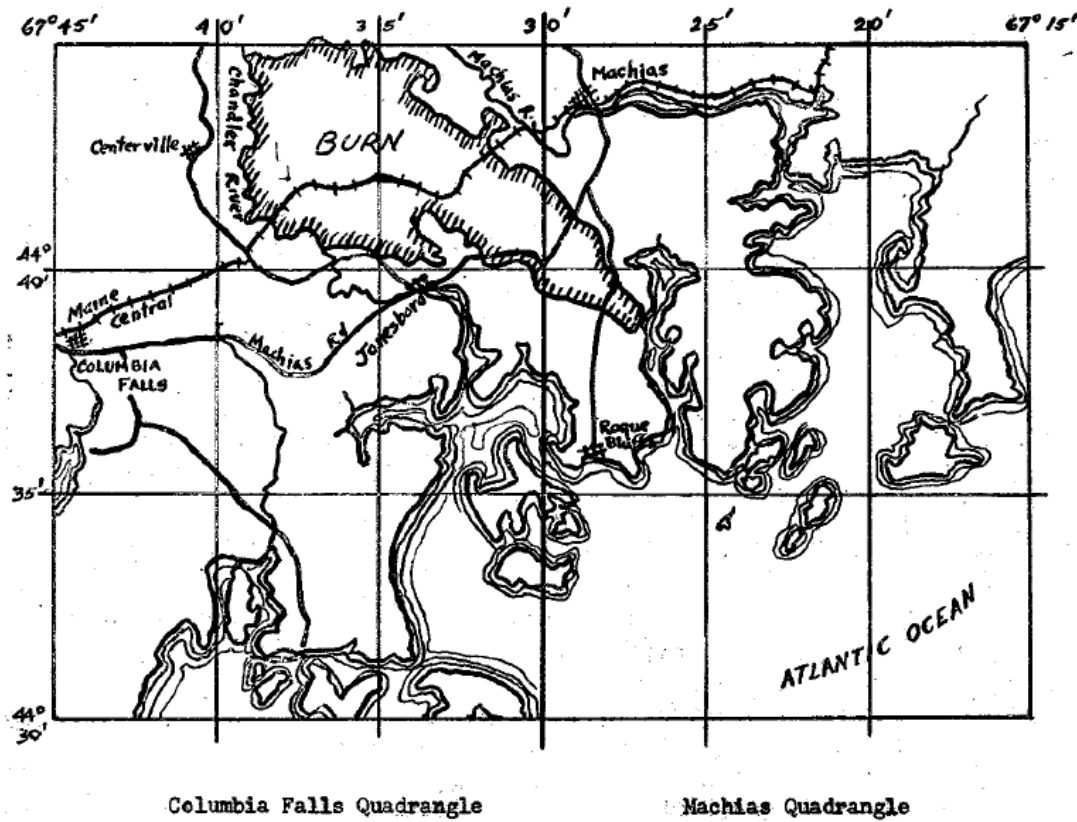 67° 45'
40'
35'
30'
25'
20'
67° 15'
Machias
Machias R.
Chandler
River
Centerville
BURN
44°
40'
Maine
Central
Machias
Rd
Jonesboro
COLUMBIA
FALLS
Roque
Bluffs
35'
ATLANTIC OCEAN
44°
30'
Columbia Falls Quadrangle
Machias Quadrangle